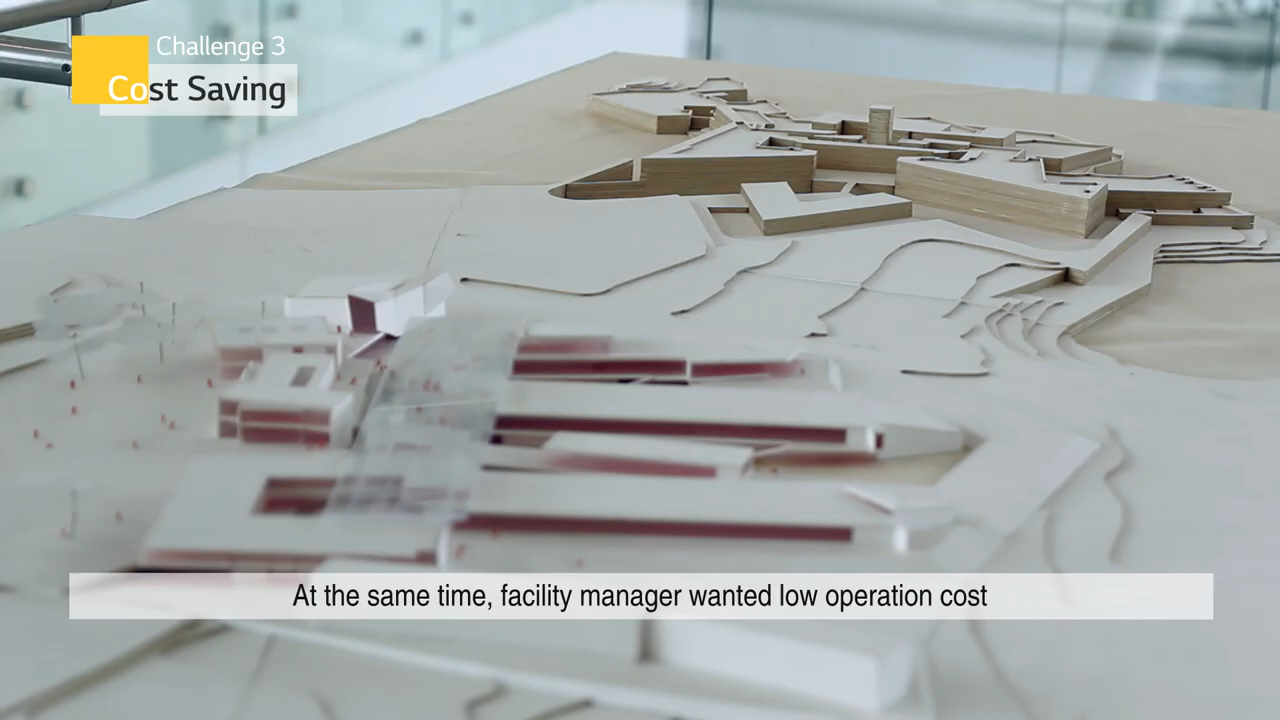 Challenge 3
Cost Saving
At the same time, facility manager wanted low operation cost